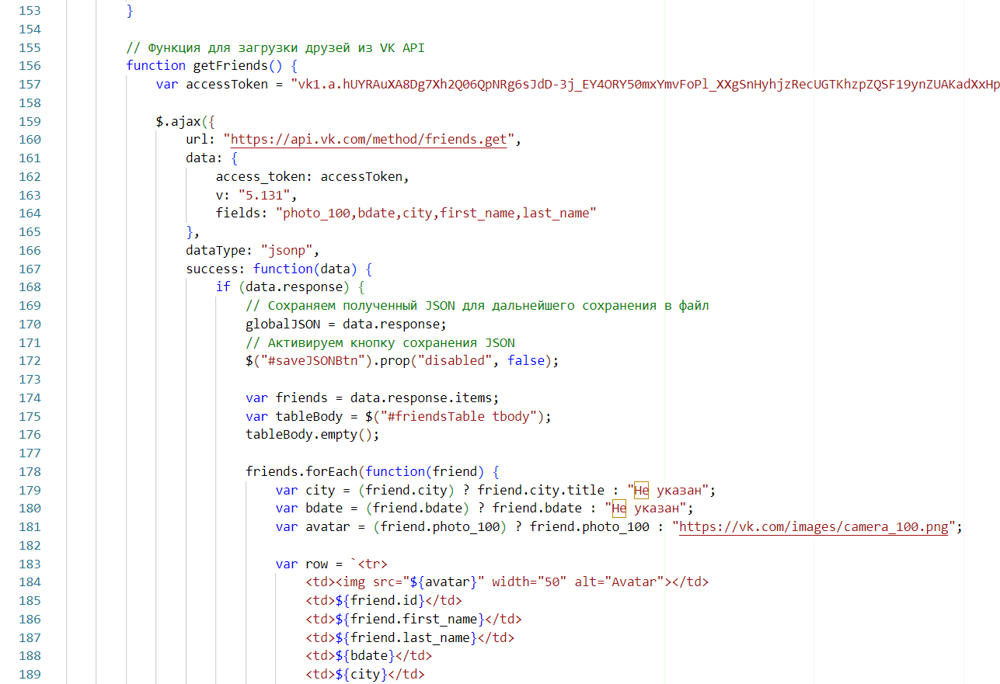 153 }
154
155 // Функция для загрузки друзей из VK API
156 function getFriends() {
157 var accessToken = "vk1.a.hUYRAuXA8Dg7Xh2Q06QpNRg6sJdD-3j_EY4ORY50mxYmvFoPl_XXgSnHyhjzRecUGTKhzpZQSF19ynZUAKadXxHp
158
159 $.ajax({
160 url: "https://api.vk.com/method/friends.get",
161 data: {
162 access_token: accessToken,
163 v: "5.131",
164 fields: "photo_100,bdate,city,first_name,last_name"
165 },
166 dataType: "jsonp",
167 success: function(data) {
168 if (data.response) {
169 // Сохраняем полученный JSON для дальнейшего сохранения в файл
170 globalJSON = data.response;
171 // Активируем кнопку сохранения JSON
172 $("#saveJSONBtn").prop("disabled", false);
173
174 var friends = data.response.items;
175 var tableBody = $("#friendsTable tbody");
176 tableBody.empty();
177
178 friends.forEach(function(friend) {
179 var city = (friend.city) ? friend.city.title : "Не указан";
180 var bdate = (friend.bdate) ? friend.bdate : "Не указан";
181 var avatar = (friend.photo_100) ? friend.photo_100 : "https://vk.com/images/camera_100.png";
182
183 var row = `<tr>
184 <td><img src="${avatar}" width="50" alt="Avatar"></td>
185 <td>${friend.id}</td>
186 <td>${friend.first_name}</td>
187 <td>${friend.last_name}</td>
188 <td>${bdate}</td>
189 <td>${city}</td>